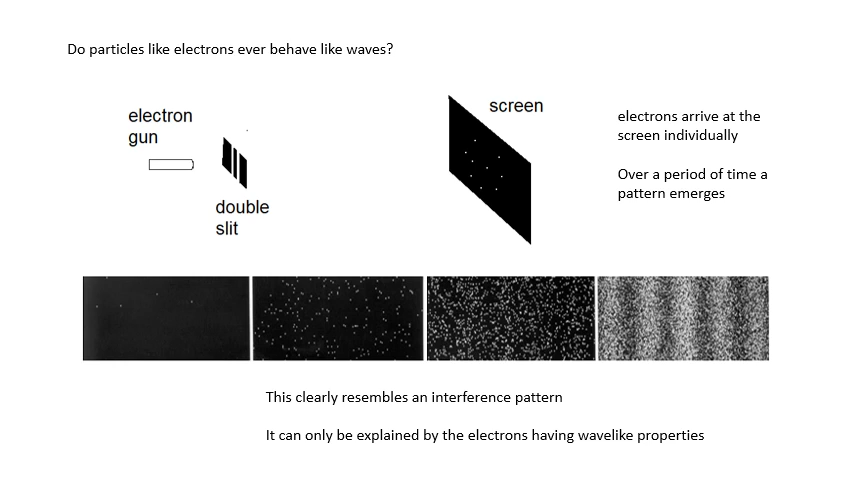 Do particles like electrons ever behave like waves?
electron
gun
double
slit
screen
electrons arrive at the
screen individually
Over a period of time a
pattern emerges
This clearly resembles an interference pattern
It can only be explained by the electrons having wavelike properties